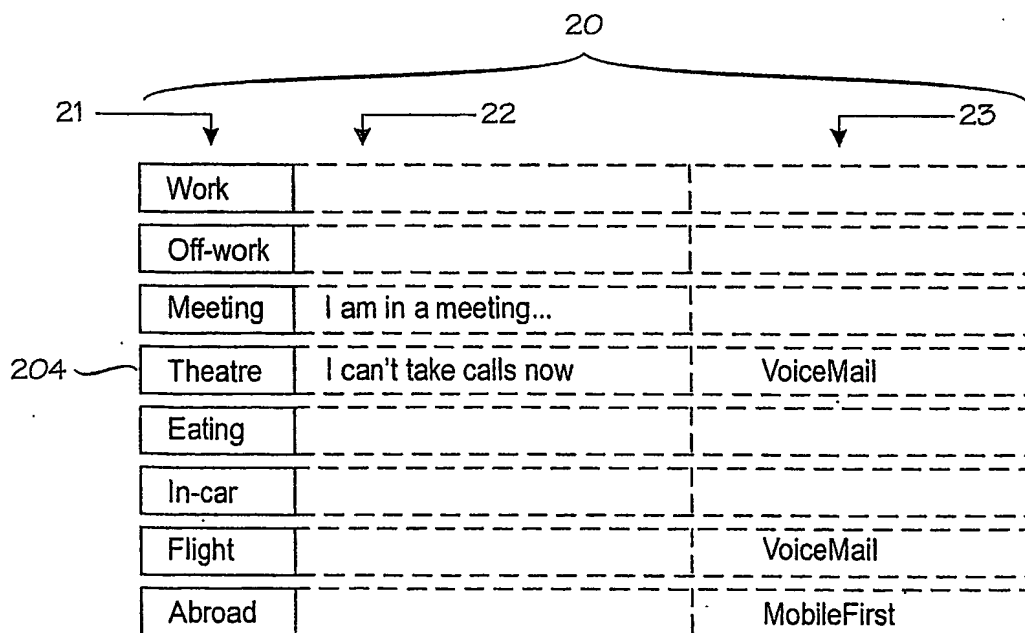 20
21 22 23
Work
Off-work
Meeting I am in a meeting...
204 Theatre I can't take calls now VoiceMail
Eating
In-car
Flight VoiceMail
Abroad MobileFirst